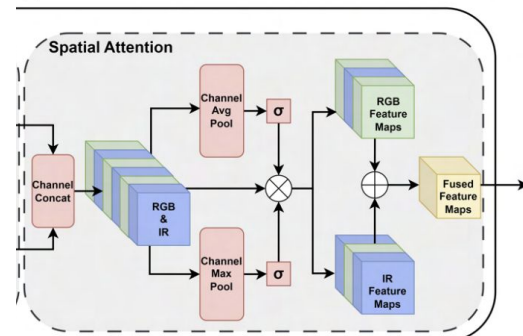 Spatial Attention
Channel
Concat
RGB
&
IR
Channel
Avg
Pool
σ
Channel
Max
Pool
σ
RGB
Feature
Maps
IR
Feature
Maps
Fused
Feature
Maps